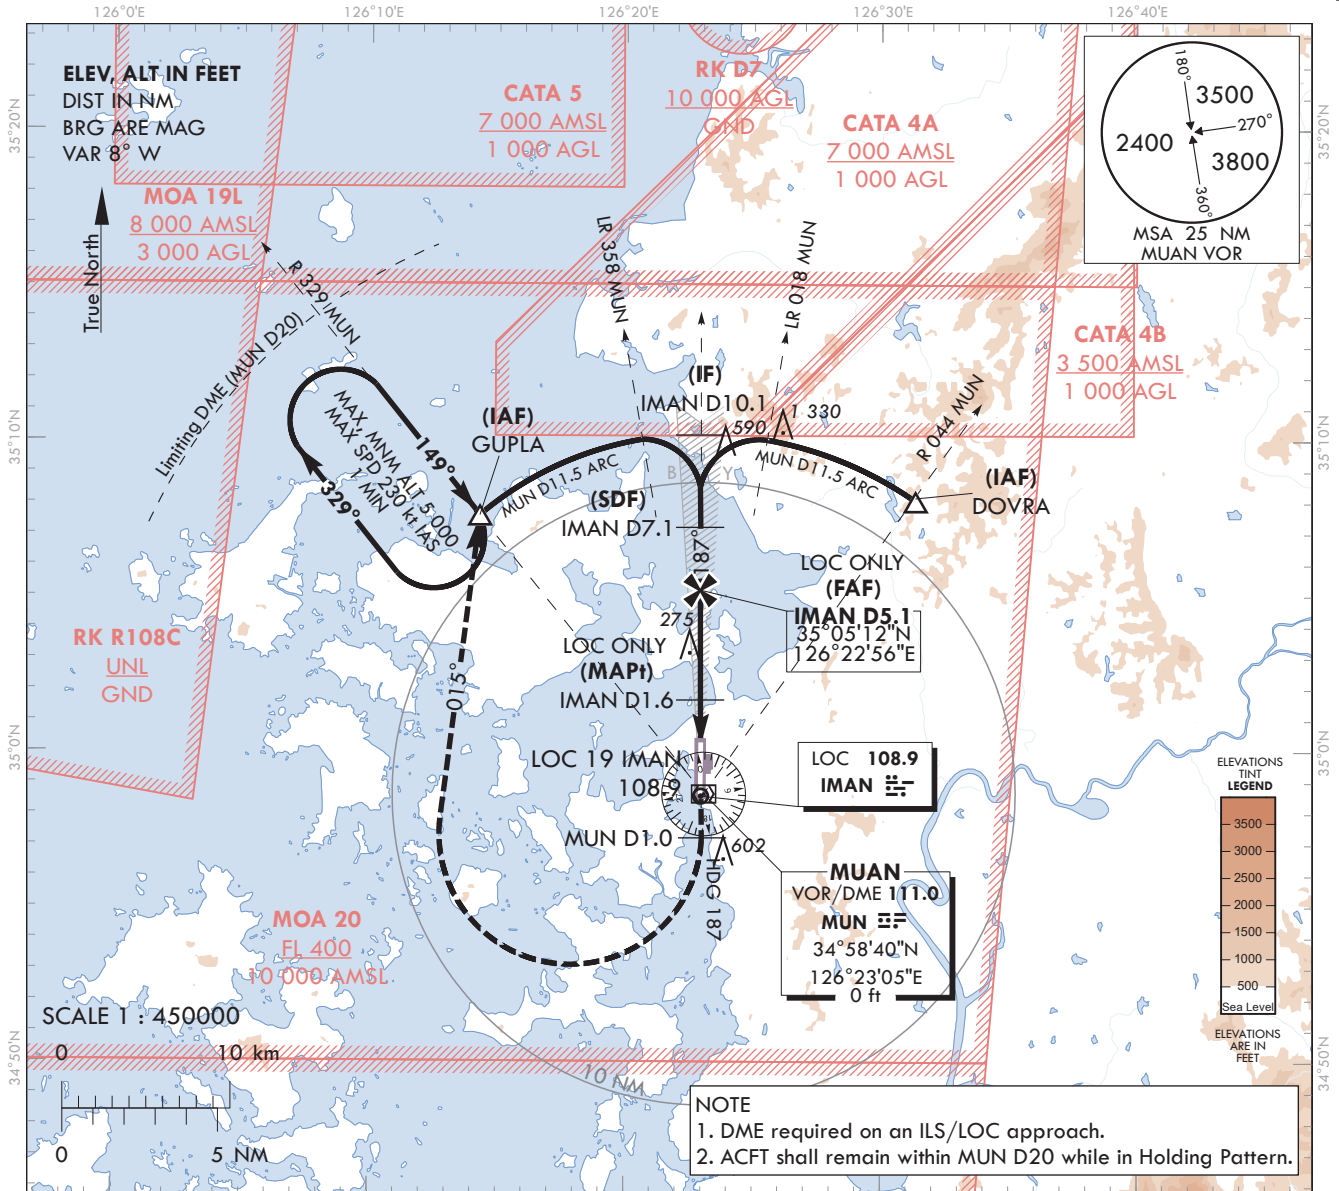 126°0'E
126°10'E
126°20'E
126°30'E
126°40'E
35°20'N
35°10'N
35°0'N
34°50'N
35°20'N
35°10'N
35°0'N
34°50'N
ELEV, ALT IN FEET
DIST IN NM
BRG ARE MAG
VAR 8° W
True North
MOA 19L
8 000 AMSL
3 000 AGL
CATA 5
7 000 AMSL
1 000 AGL
RK D7
10 000 AGL
GND
CATA 4A
7 000 AMSL
1 000 AGL
180°
3500
270°
2400
3800
360°
MSA 25 NM
MUAN VOR
CATA 4B
3 500 AMSL
1 000 AGL
R 329 MUN
LR 358 MUN
LR 018 MUN
R 044 MUN
Limiting DME (MUN D20)
MAX, MNM ALT 5 000
MAX SPD 230 kt IAS
1 MIN
149°
329°
(IAF)
GUPLA
MUN D11.5 ARC
(IF)
IMAN D10.1
590
1 330
MUN D11.5 ARC
(IAF)
DOVRA
B
Y
(SDF)
IMAN D7.1
187°
LOC ONLY
(FAF)
IMAN D5.1
35°05'12"N
126°22'56"E
275
LOC ONLY
(MAPt)
IMAN D1.6
015°
RK R108C
UNL
GND
LOC 19 IMAN
108.9
LOC 108.9
IMAN
MUN D1.0
602
HDG 187
MUAN
VOR/DME 111.0
MUN
34°58'40"N
126°23'05"E
0 ft
MOA 20
FL 400
10 000 AMSL
ELEVATIONS
TINT
LEGEND
3500
3000
2500
2000
1500
1000
500
Sea Level
ELEVATIONS
ARE IN
FEET
SCALE 1 : 450000
0
10 km
0
5 NM
10 NM
NOTE
1. DME required on an ILS/LOC approach.
2. ACFT shall remain within MUN D20 while in Holding Pattern.